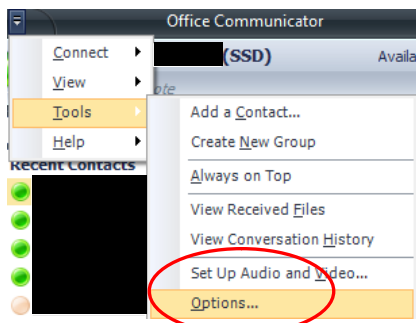 Office Communicator
Connect
(SSD)
Availa
View
ote
Tools
Add a Contact...
Help
Create New Group
Recent Contacts
Always on Top
View Received Files
View Conversation History
Set Up Audio and Video...
Options...